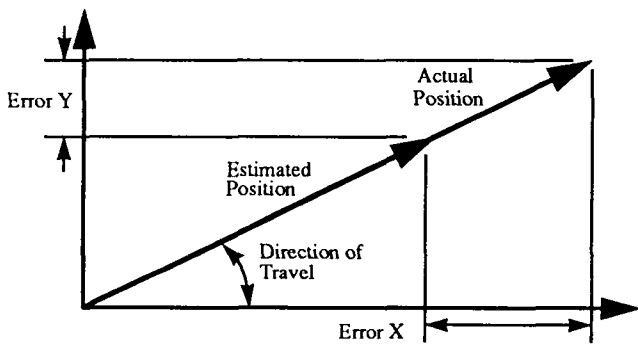 Actual
Position
Error Y
Estimated
Position
Direction of
Travel
Error X